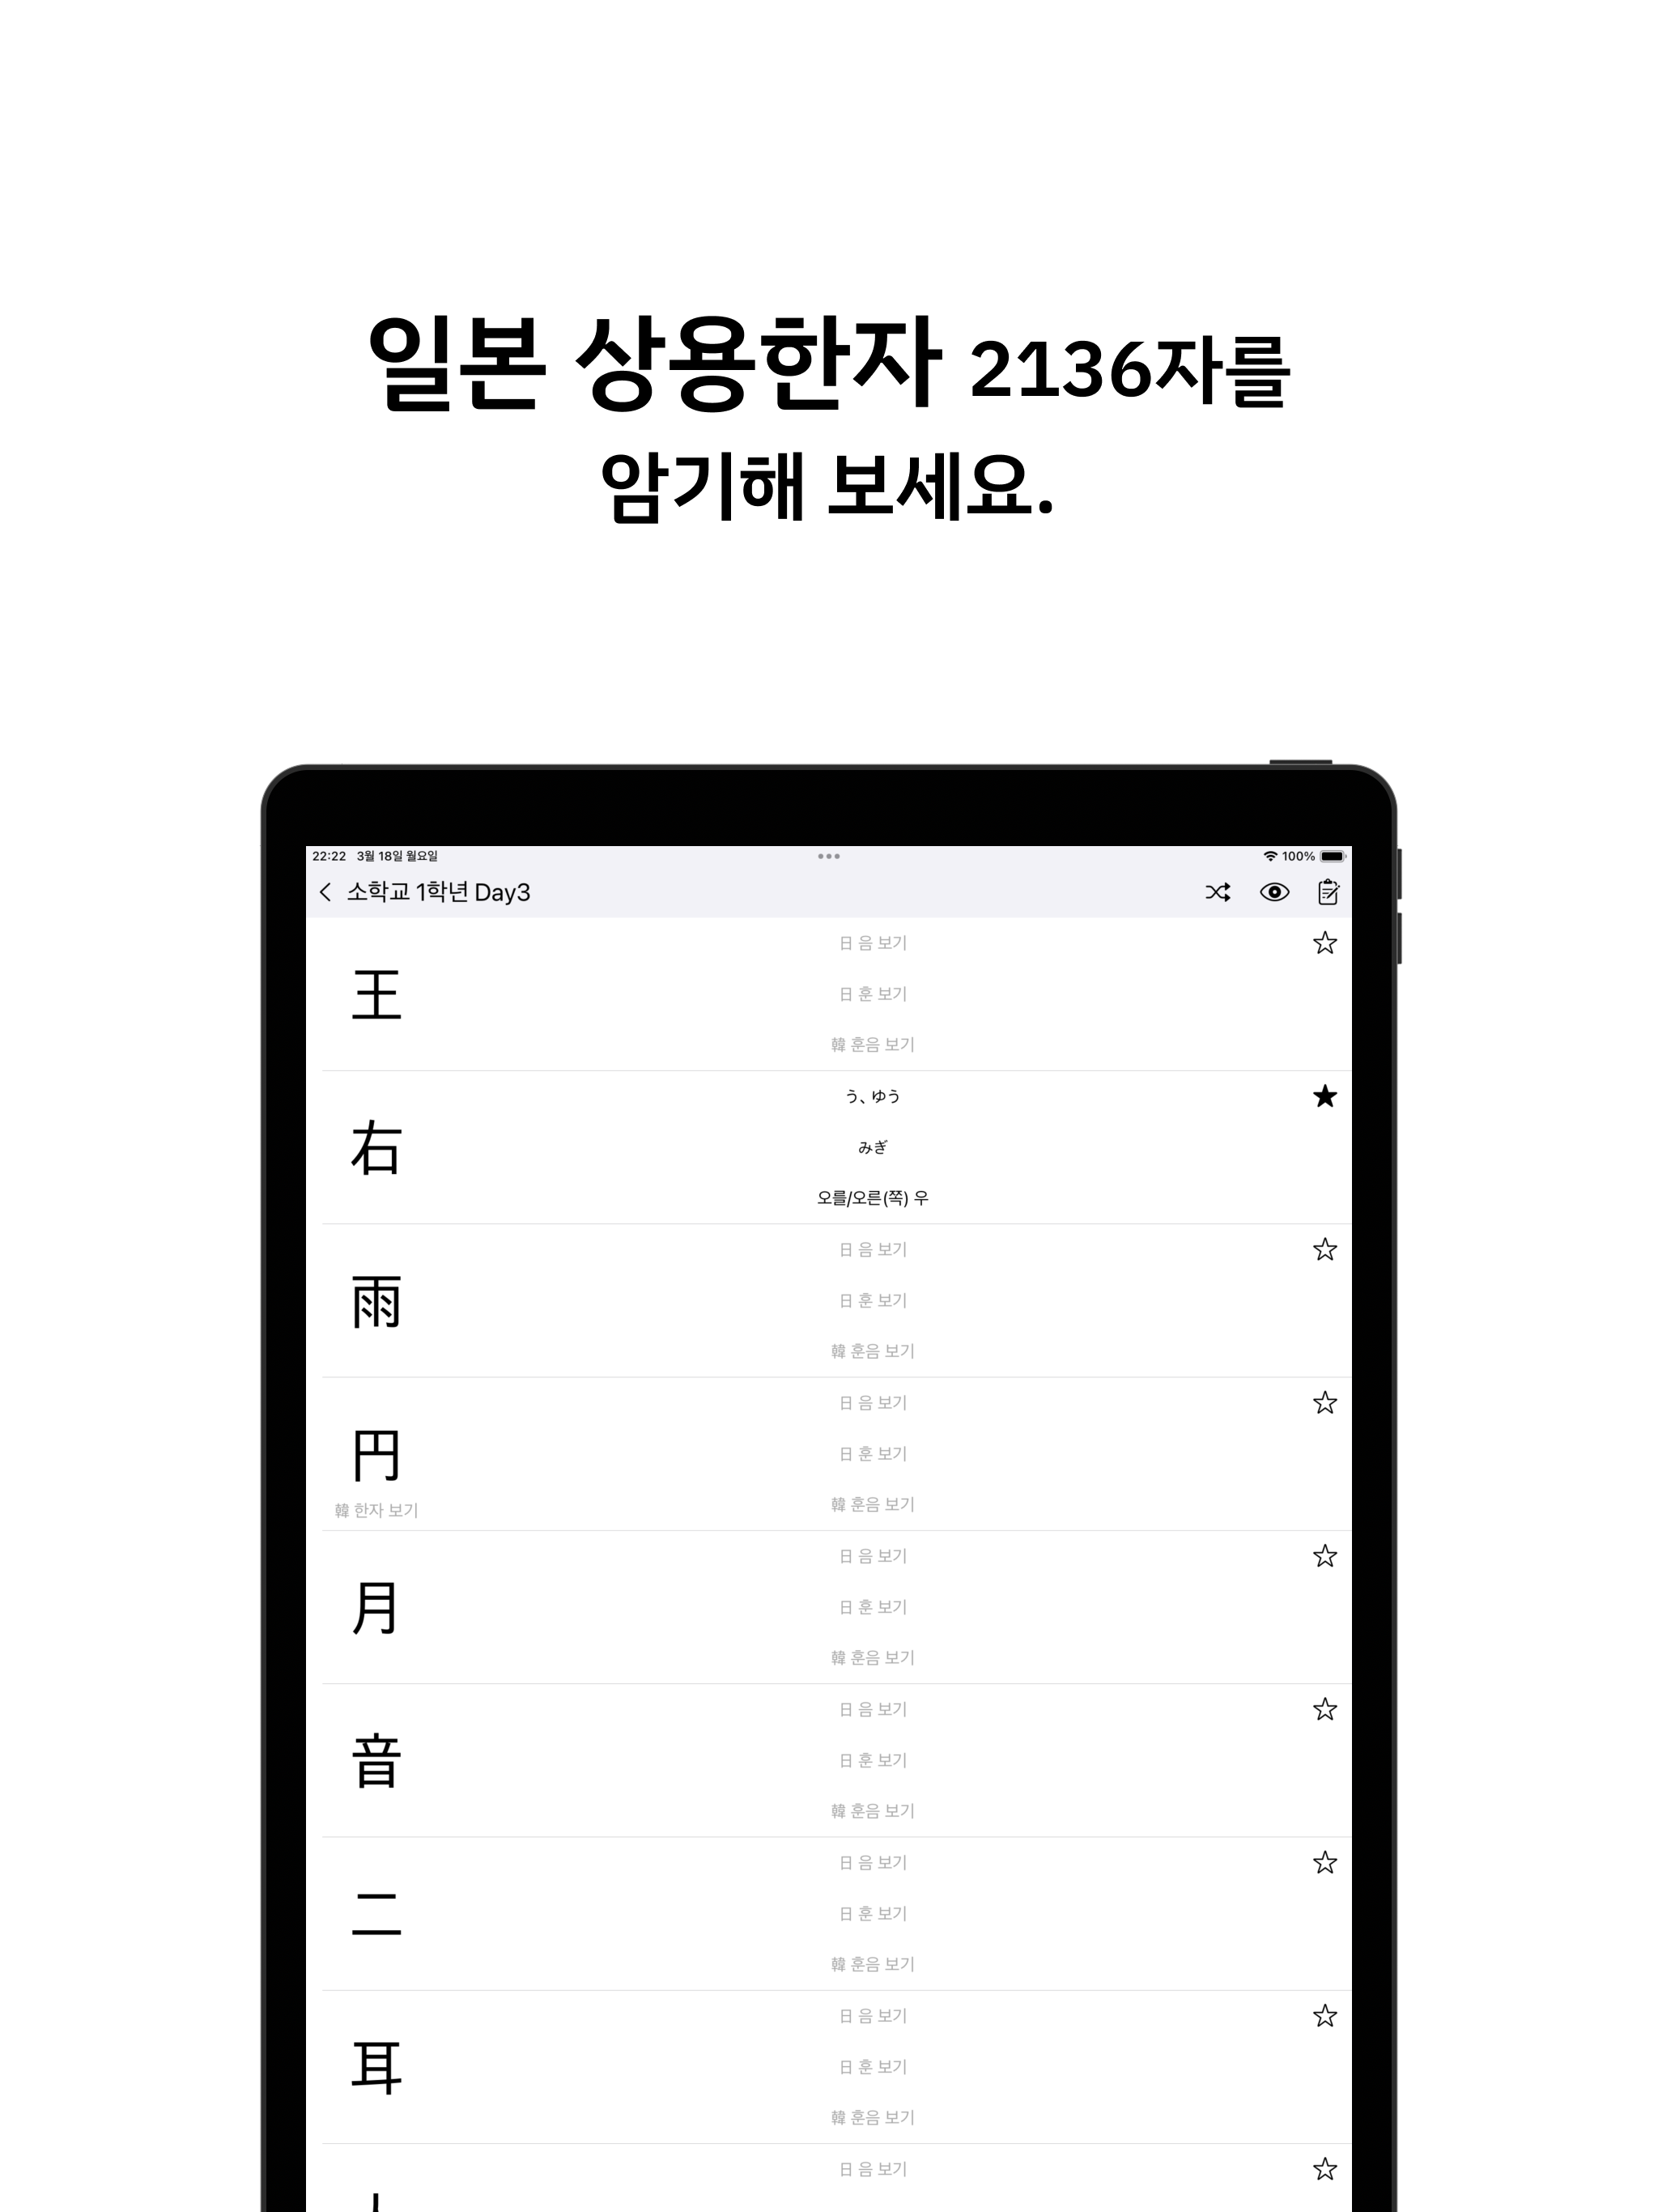 일본 상용한자 2136자를
암기해 보세요.
22:22 3월 18일 월요일 100%
소학교 1학년 Day3
日 음 보기
王
日 훈 보기
韓 훈음 보기
う、ゆう
右
みぎ
오를/오른(쪽) 우
日 음 보기
雨
日 훈 보기
韓 훈음 보기
日 음 보기
円
日 훈 보기
韓 훈음 보기
韓 한자 보기
日 음 보기
月
日 훈 보기
韓 훈음 보기
日 음 보기
音
日 훈 보기
韓 훈음 보기
日 음 보기
二
日 훈 보기
韓 훈음 보기
日 음 보기
耳
日 훈 보기
韓 훈음 보기
日 음 보기